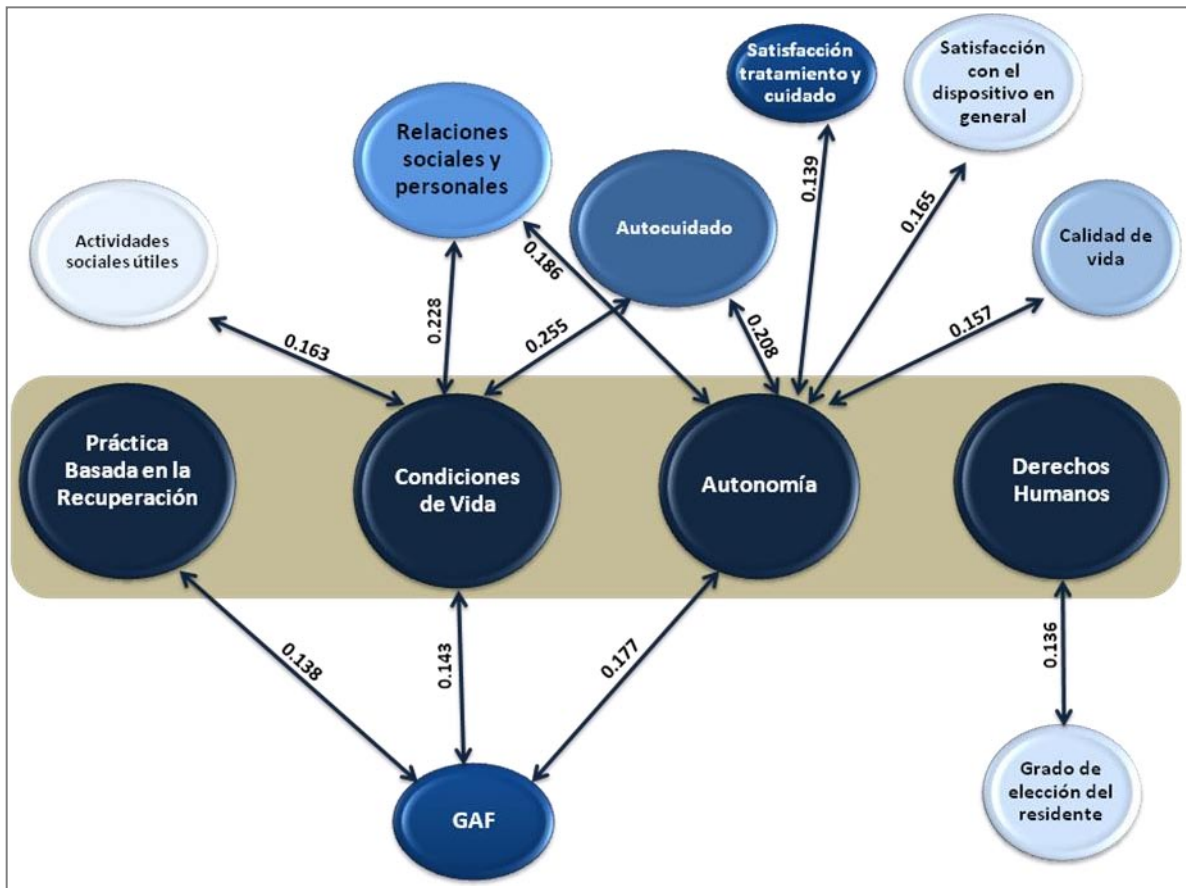 Satisfacción
tratamiento y
cuidado
Satisfacción
con el
dispositivo en
general
Relaciones
sociales y
personales
Autocuidado
Actividades
sociales útiles
Calidad de
vida
0.139
0.165
0.186
0.228
0.255
0.208
0.157
0.163
Práctica
Basada en la
Recuperación
Condiciones
de Vida
Autonomía
Derechos
Humanos
0.138
0.143
0.177
0.136
GAF
Grado de
elección del
residente